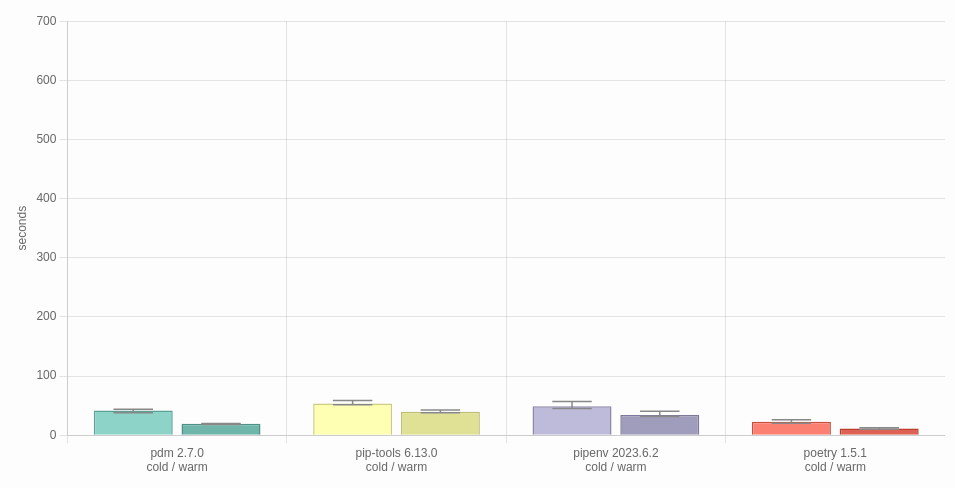 700
600
500
400
300
200
100
0
seconds
pdm 2.7.0
cold / warm
pip-tools 6.13.0
cold / warm
pipenv 2023.6.2
cold / warm
poetry 1.5.1
cold / warm